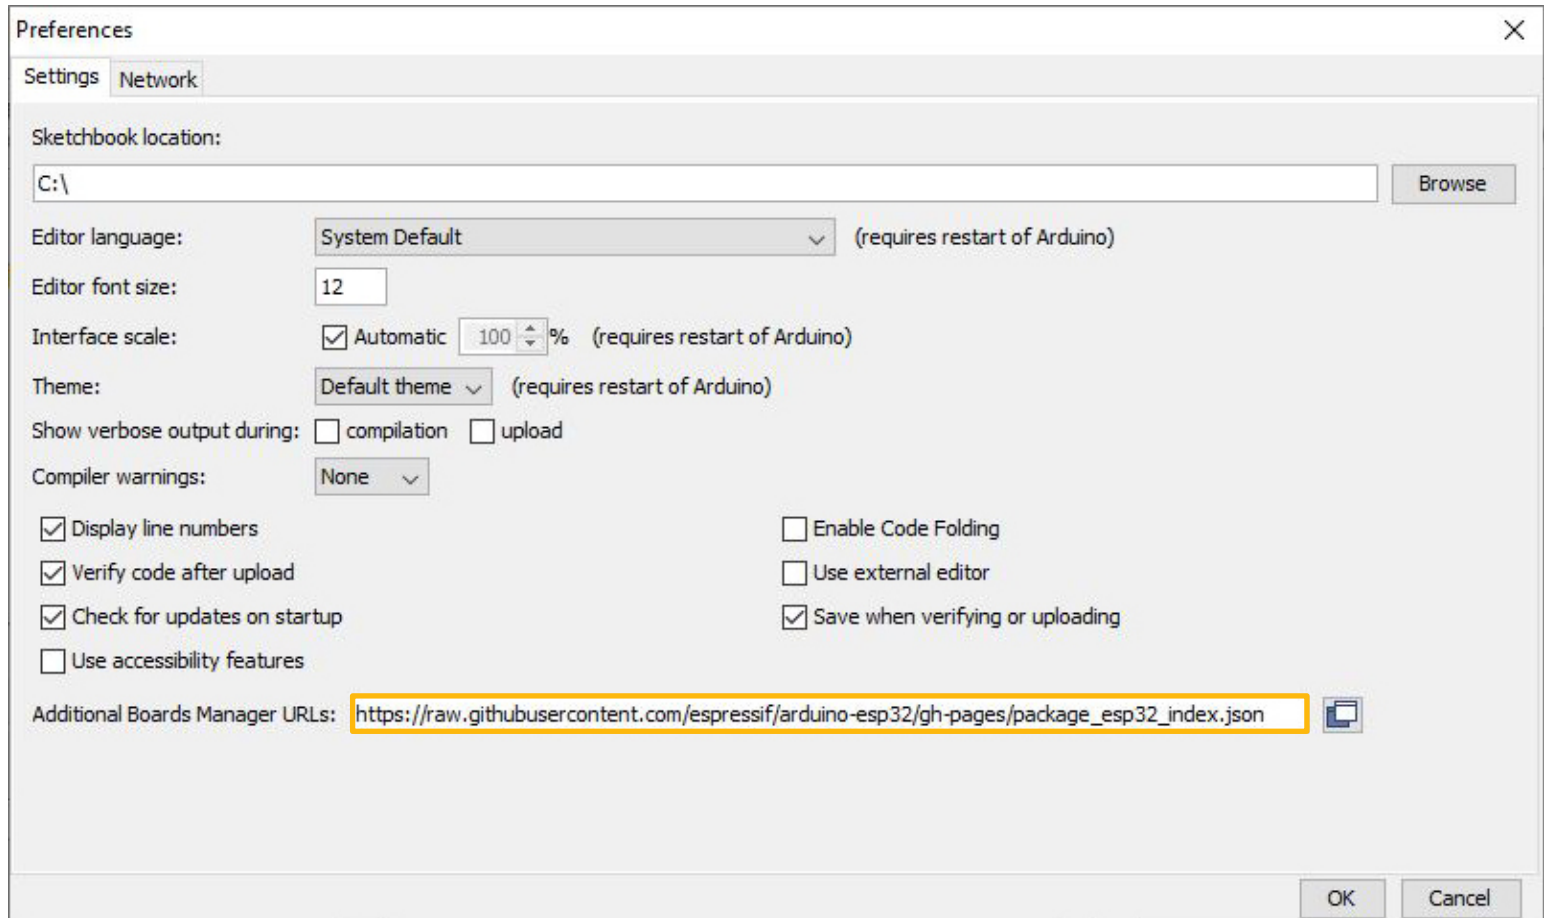 Preferences
Settings Network
Sketchbook location:
C:\ Browse
Editor language: System Default (requires restart of Arduino)
Editor font size: 12
Interface scale: Automatic 100 % (requires restart of Arduino)
Theme: Default theme (requires restart of Arduino)
Show verbose output during: compilation upload
Compiler warnings: None
Display line numbers Enable Code Folding
Verify code after upload Use external editor
Check for updates on startup Save when verifying or uploading
Use accessibility features
Additional Boards Manager URLs: https://raw.githubusercontent.com/espressif/arduino-esp32/gh-pages/package_esp32_index.json
OK Cancel